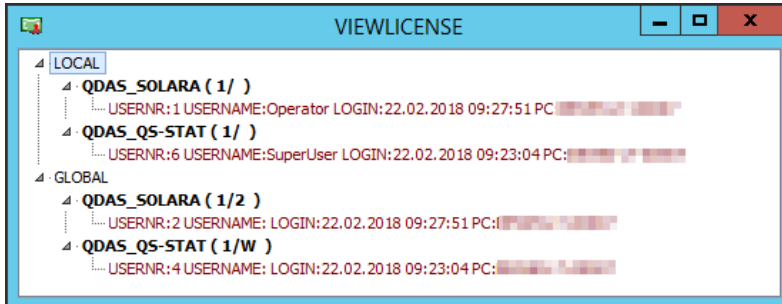 VIEWLICENSE
LOCAL
QDAS_SOLARA ( 1/ )
USERNR:1 USERNAME:Operator LOGIN:22.02.2018 09:27:51 PC:
QDAS_QS-STAT ( 1/ )
USERNR:6 USERNAME:SuperUser LOGIN:22.02.2018 09:23:04 PC:
GLOBAL
QDAS_SOLARA ( 1/2 )
USERNR:2 USERNAME: LOGIN:22.02.2018 09:27:51 PC:
QDAS_QS-STAT ( 1/W )
USERNR:4 USERNAME: LOGIN:22.02.2018 09:23:04 PC: